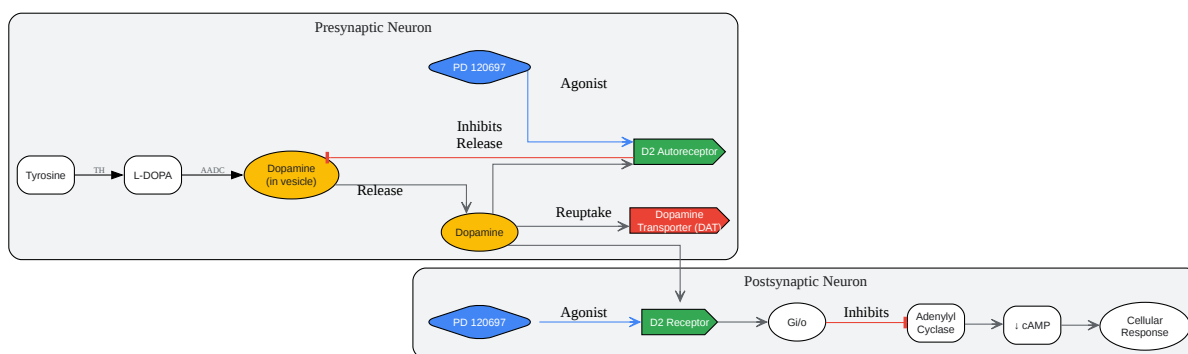 Presynaptic Neuron
PD 120697
Agonist
Inhibits
Release
D2 Autoreceptor
Tyrosine
TH
L-DOPA
AADC
Dopamine
(in vesicle)
Release
Reuptake
Dopamine
Dopamine
Transporter (DAT)
Postsynaptic Neuron
PD 120697
Agonist
D2 Receptor
Gi/o
Inhibits
Adenylyl
Cyclase
↓ cAMP
Cellular
Response